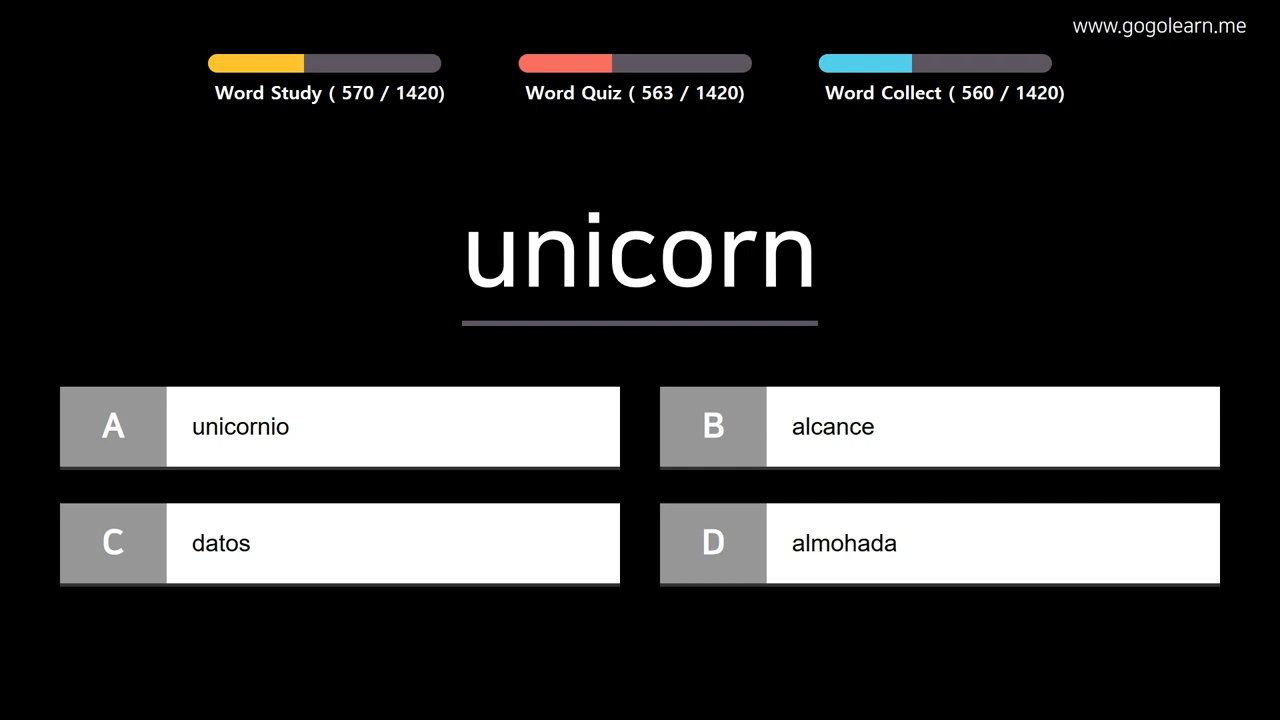 www.gogolearn.me
Word Study ( 570 / 1420)
Word Quiz ( 563 / 1420)
Word Collect ( 560 / 1420)
unicorn
A unicornio
B alcance
C datos
D almohada